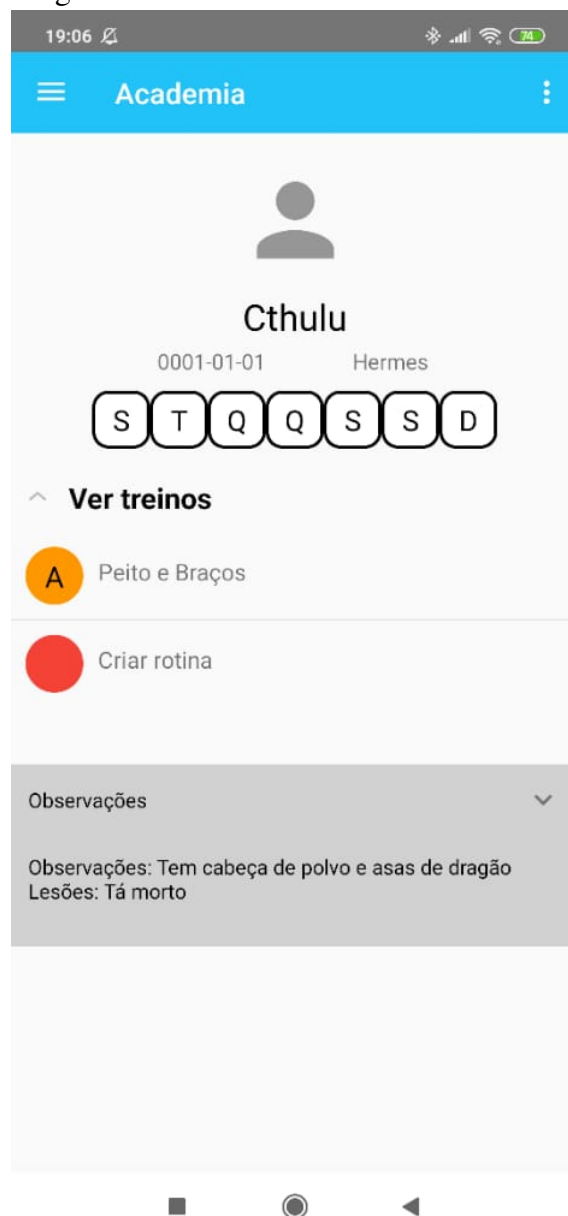 19:06
74
Academia
Cthulu
0001-01-01 Hermes
S T Q Q S S D
Ver treinos
A Peito e Braços
Criar rotina
Observações
Observações: Tem cabeça de polvo e asas de dragão
Lesões: Tá morto